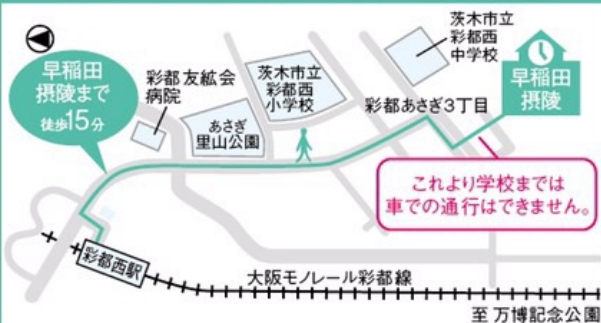 早稲田
摂陵まで
徒歩15分
彩都友紘会
病院
あさぎ
里山公園
茨木市立
彩都西
小学校
茨木市立
彩都西
中学校
彩都あさぎ3丁目
早稲田
摂陵
これより学校までは
車での通行はできません。
彩都西駅
大阪モノレール彩都線
至 万博記念公園